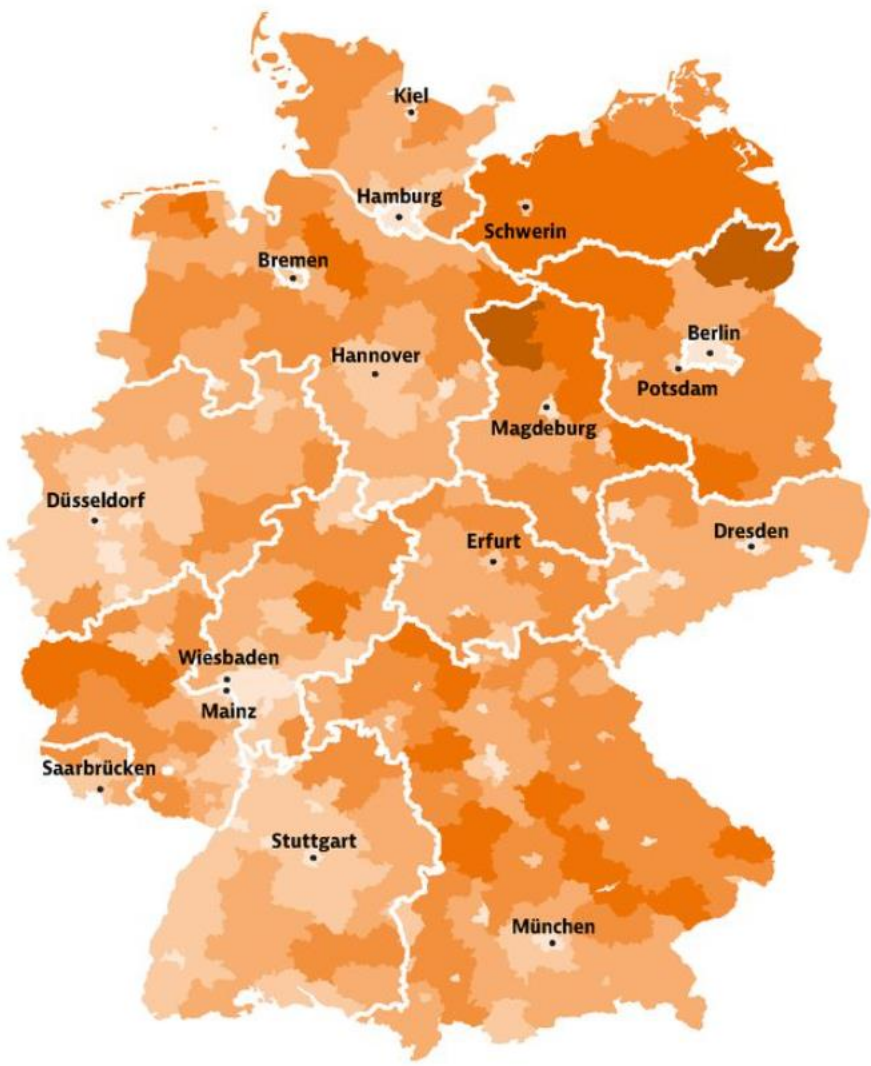 Kiel
Hamburg
Schwerin
Bremen
Berlin
Hannover
Potsdam
Magdeburg
Düsseldorf
Erfurt
Dresden
Wiesbaden
Mainz
Saarbrücken
Stuttgart
München